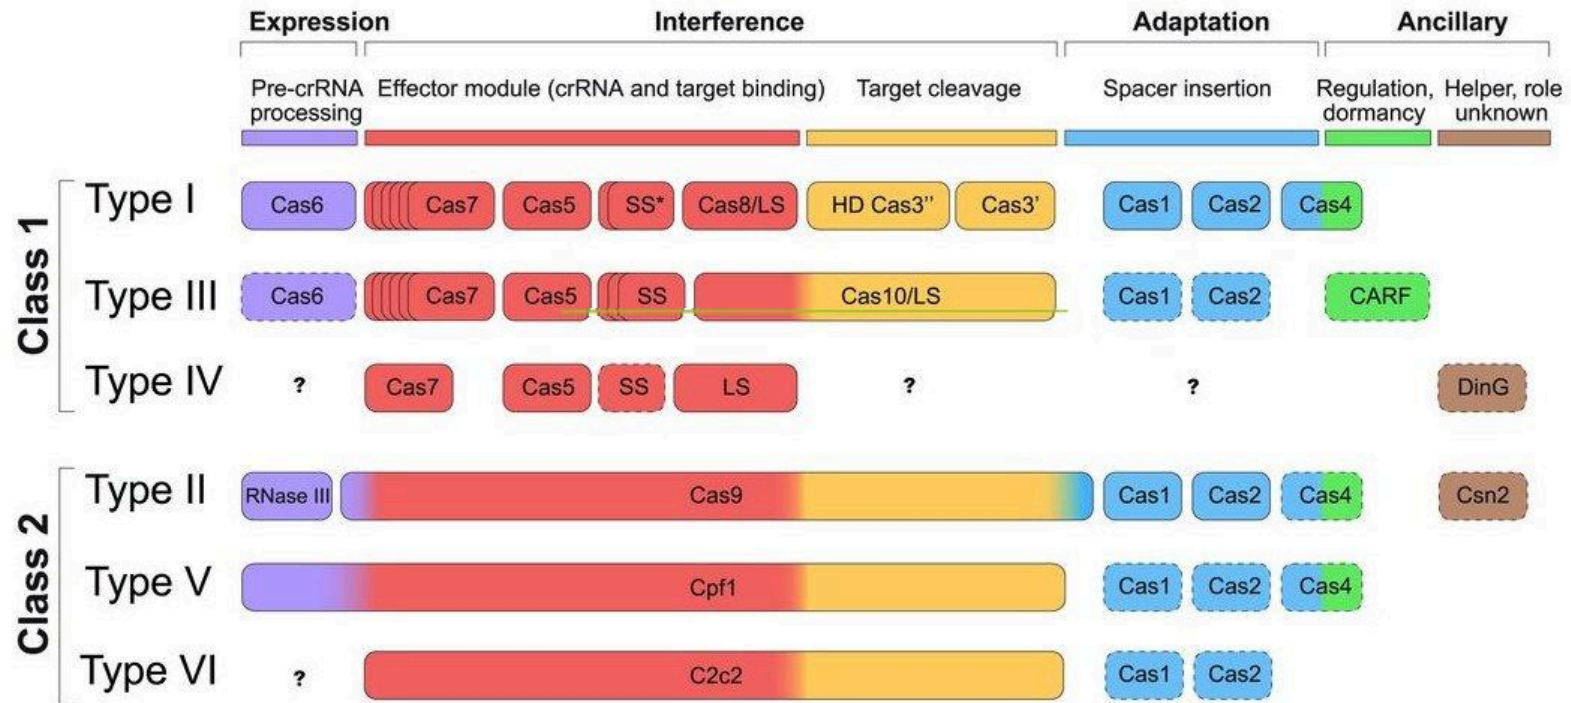 Expression Interference Adaptation Ancillary
Pre-crRNA processing Effector module (crRNA and target binding) Target cleavage Spacer insertion Regulation, dormancy Helper, role unknown
Class 1
Type I Cas6 Cas7 Cas5 SS* Cas8/LS HD Cas3’’ Cas3’ Cas1 Cas2 Cas4
Type III Cas6 Cas7 Cas5 SS Cas10/LS Cas1 Cas2 CARF
Type IV ? Cas7 Cas5 SS LS ? ? DinG
Class 2
Type II RNase III Cas9 Cas1 Cas2 Cas4 Csn2
Type V Cpf1 Cas1 Cas2 Cas4
Type VI ? C2c2 Cas1 Cas2